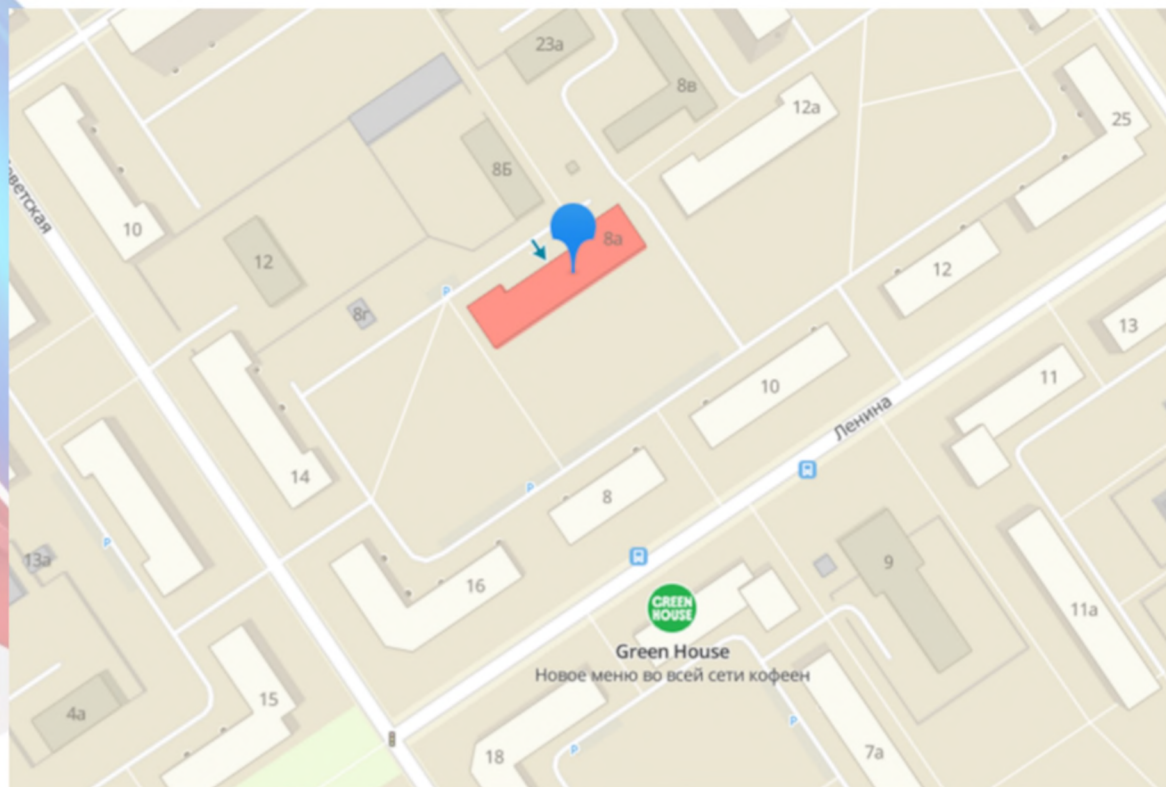 23а
8в
12а
25
8Б
10
12
8а
12
8г
13
11
10
14
8
Ленина
13а
9
16
GREEN
HOUSE
11а
Green House
Новое меню во всей сети кофеен
15
4а
18
7а
P
P
P
P
P